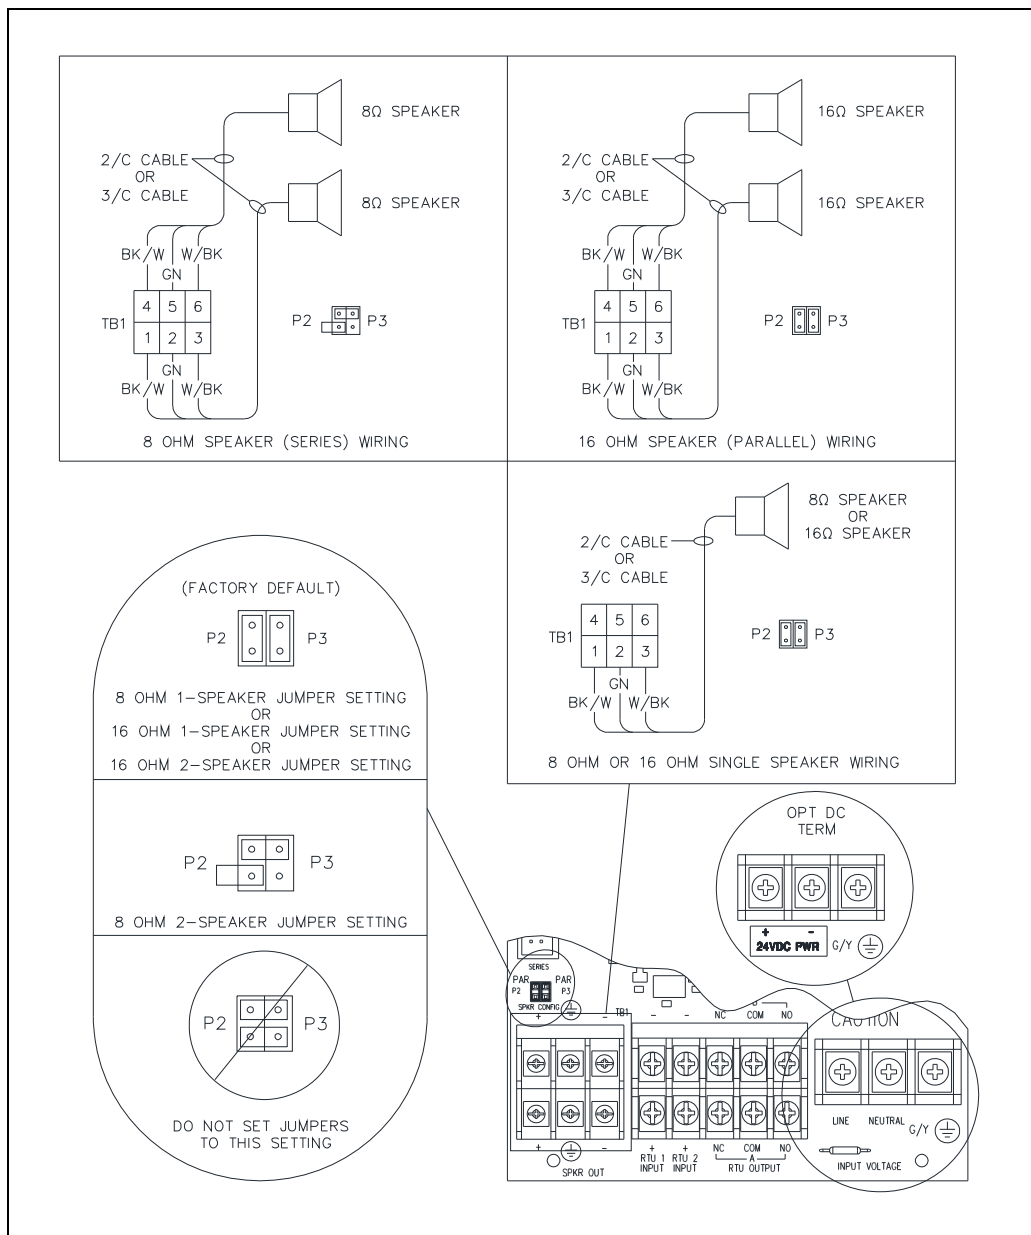 8Ω SPEAKER
2/C CABLE
OR
3/C CABLE
8Ω SPEAKER
BK/W W/BK
GN
4 5 6
TB1
1 2 3
P2 P3
GN
BK/W W/BK
8 OHM SPEAKER (SERIES) WIRING
16Ω SPEAKER
2/C CABLE
OR
3/C CABLE
16Ω SPEAKER
BK/W W/BK
GN
4 5 6
TB1
1 2 3
P2 P3
GN
BK/W W/BK
16 OHM SPEAKER (PARALLEL) WIRING
8Ω SPEAKER
OR
16Ω SPEAKER
2/C CABLE
OR
3/C CABLE
4 5 6
TB1
1 2 3
P2 P3
GN
BK/W W/BK
8 OHM OR 16 OHM SINGLE SPEAKER WIRING
(FACTORY DEFAULT)
P2 P3
8 OHM 1-SPEAKER JUMPER SETTING
OR
16 OHM 1-SPEAKER JUMPER SETTING
OR
16 OHM 2-SPEAKER JUMPER SETTING
P2 P3
8 OHM 2-SPEAKER JUMPER SETTING
P2 P3
DO NOT SET JUMPERS
TO THIS SETTING
OPT DC
TERM
+ -
24VDC PWR G/Y
SERIES
PAR PAR
P2 P3
SPKR CONFIG
+ - TB1 - - NC COM NO
CAUTION
LINE NEUTRAL G/Y
+ - + + NC COM NO
RTU 1 RTU 2 A
INPUT INPUT RTU OUTPUT
SPKR OUT
INPUT VOLTAGE